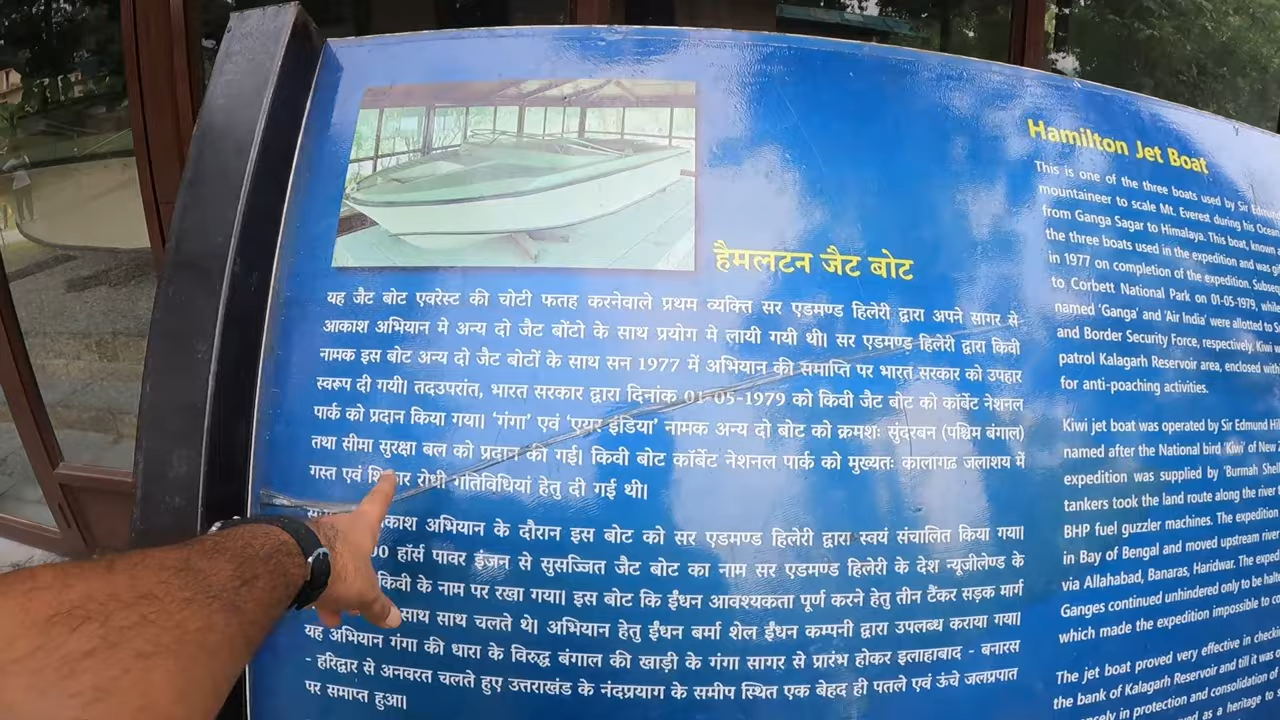 हैमलटन जैट बोट
यह जैट बोट एवरेस्ट की चोटी फतह करनेवाले प्रथम व्यक्ति सर एडमण्ड हिलेरी द्वारा अपने सागर से
आकाश अभियान मे अन्य दो जैट बोंटो के साथ प्रयोग मे लायी गयी थी। सर एडमण्ड हिलेरी द्वारा किवी
नामक इस बोट अन्य दो जैट बोटों के साथ सन 1977 में अभियान की समाप्ति पर भारत सरकार को उपहार
स्वरूप दी गयी। तदउपरांत, भारत सरकार द्वारा दिनांक 01-05-1979 को किवी जैट बोट को कॉर्बेट नेशनल
पार्क को प्रदान किया गया। 'गंगा' एवं 'एयर इंडिया' नामक अन्य दो बोट को क्रमशः सुंदरबन (पश्चिम बंगाल)
तथा सीमा सुरक्षा बल को प्रदान की गई। किवी बोट कॉर्बेट नेशनल पार्क को मुख्यतः कालागढ़ जलाशय में
गस्त एवं रोधी गतिविधियां हेतु दी गई थी।
अभियान के दौरान इस बोट को सर एडमण्ड हिलेरी द्वारा स्वयं संचालित किया गया।
हॉर्स पावर इंजन से सुसज्जित जैट बोट का नाम सर एडमण्ड हिलेरी के देश न्यूजीलेण्ड के
किवी के नाम पर रखा गया। इस बोट कि ईंधन आवश्यकता पूर्ण करने हेतु तीन टैंकर सड़क मार्ग
साथ साथ चलते थे। अभियान हेतु ईंधन बर्मा शेल ईंधन कम्पनी द्वारा उपलब्ध कराया गया।
यह अभियान गंगा की धारा के विरुद्ध बंगाल की खाड़ी के गंगा सागर से प्रारंभ होकर इलाहाबाद - बनारस
- हरिद्वार से अनवरत चलते हुए उत्तराखंड के नंदप्रयाग के समीप स्थित एक बेहद ही पतले एवं ऊंचे जलप्रपात
पर समाप्त हुआ।
Hamilton Jet Boat
This is one of the three boats used by Sir
mountaineer to scale Mt. Everest during his
from Ganga Sagar to Himalaya. This boat, known
the three boats used in the expedition and was
in 1977 on completion of the expedition.
to Corbett National Park on 01-05-1979, while
named 'Ganga' and 'Air India' were allotted to
and Border Security Force, respectively. Kiwi
patrol Kalagarh Reservoir area, enclosed with
for anti-poaching activities.
Kiwi jet boat was operated by Sir Edmund
named after the National bird 'Kiwi' of New
expedition was supplied by 'Burmah
tankers took the land route along the river
BHP fuel guzzler machines. The expedition
in Bay of Bengal and moved upstream river
via Allahabad, Banaras, Haridwar. The
Ganges continued unhindered only to be
which made the expedition impossible to
The jet boat proved very effective in
the bank of Kalagarh Reservoir and till it was
in protection and consolidation of
as a heritage to